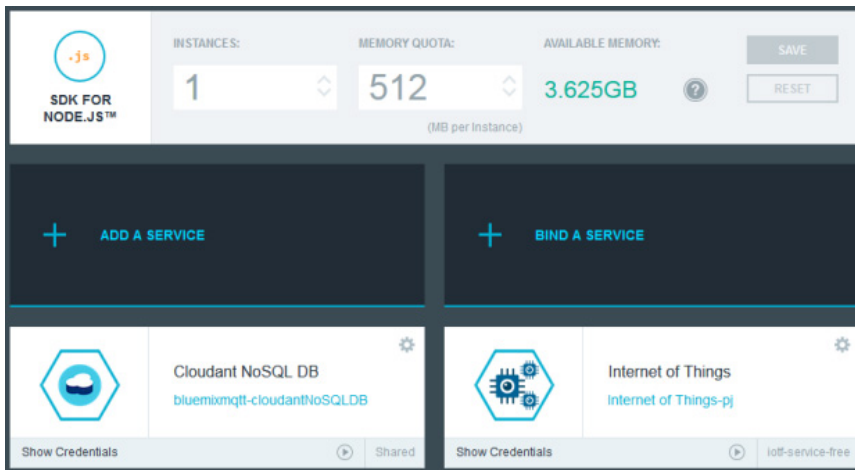 .js
SDK FOR
NODE.JS™
INSTANCES:
1
MEMORY QUOTA:
512
(MB per Instance)
AVAILABLE MEMORY:
3.625GB
?
SAVE
RESET
ADD A SERVICE
BIND A SERVICE
Cloudant NoSQL DB
bluemixmqtt-cloudantNoSQLDB
Show Credentials
Shared
Internet of Things
Internet of Things-pj
Show Credentials
iotf-service-free